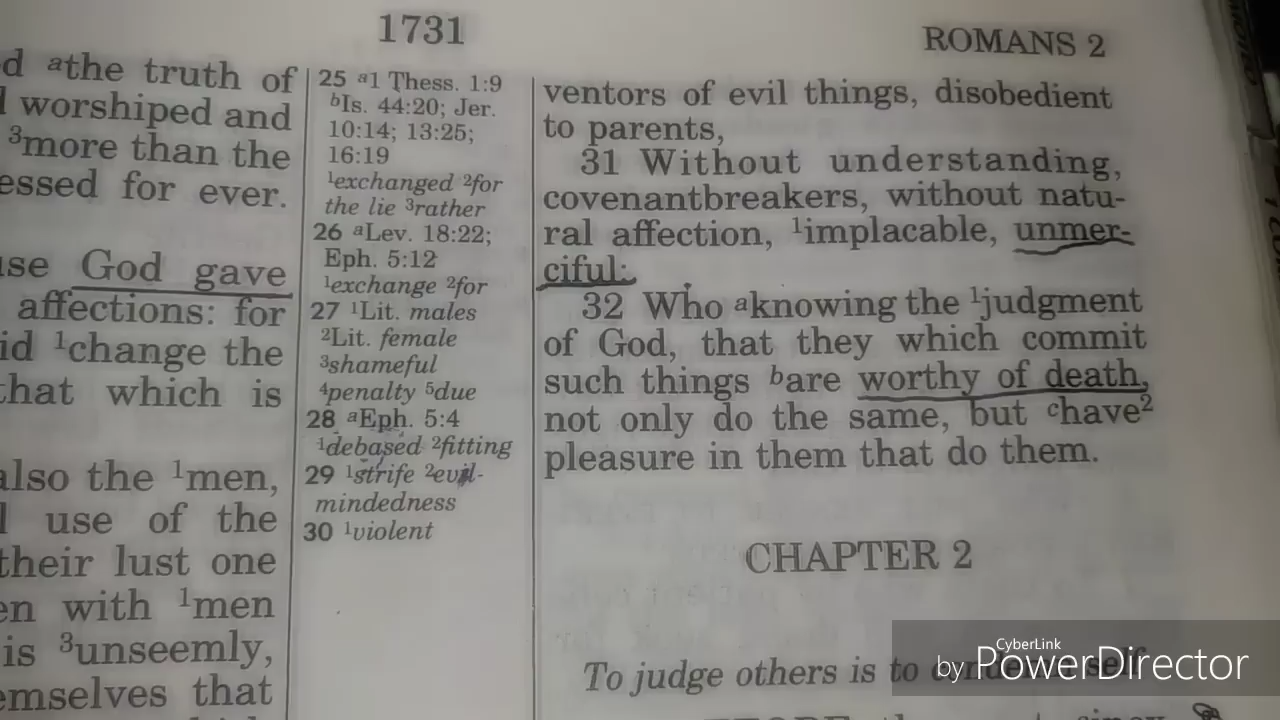 1731
ROMANS 2
d ªthe truth of
worshiped and
³more than the
essed for ever.
use God gave
affections: for
id ¹change the
that which is
also the ¹men,
use of the
their lust one
en with ¹men
is ³unseemly,
emselves that
25 ª1 Thess. 1:9
ᵇIs. 44:20; Jer.
10:14; 13:25;
16:19
¹exchanged ²for
the lie ³rather
26 ªLev. 18:22;
Eph. 5:12
¹exchange ²for
27 ¹Lit. males
²Lit. female
³shameful
⁴penalty ⁵due
28 ªEph. 5:4
¹debased ²fitting
29 ¹strife ²evil-
mindedness
30 ¹violent
ventors of evil things, disobedient
to parents,
31 Without understanding,
covenantbreakers, without natu-
ral affection, ¹implacable, unmer-
ciful:
32 Who ªknowing the ¹judgment
of God, that they which commit
such things ᵇare worthy of death,
not only do the same, but ᶜhave²
pleasure in them that do them.
CHAPTER 2
To judge others is to condemn self
CyberLink
by PowerDirector